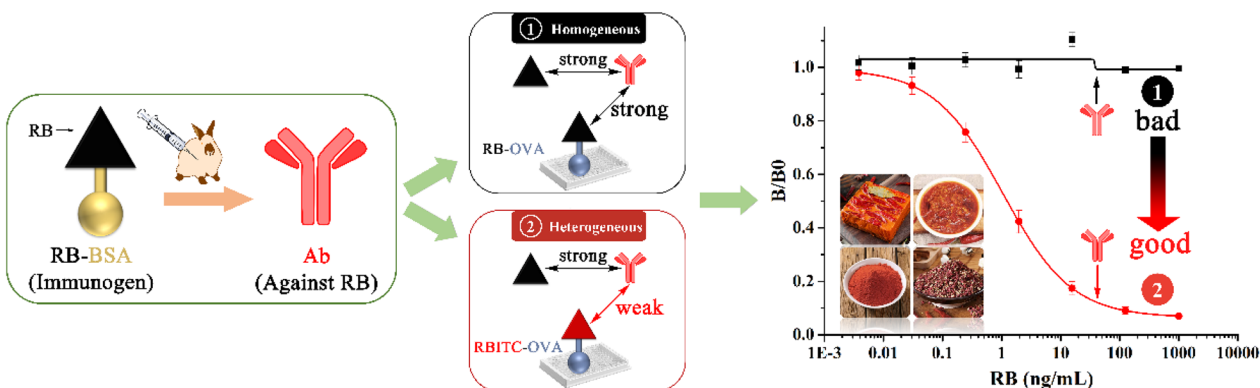 RB
RB-BSA
(Immunogen)
Ab
(Against RB)
① Homogeneous
strong
strong
RB-OVA
② Heterogeneous
strong
weak
RBITC-OVA
B/B0
1.0
0.8
0.6
0.4
0.2
0.0
1E-3
0.01
0.1
1
10
100
1000
10000
RB (ng/mL)
1
bad
good
2